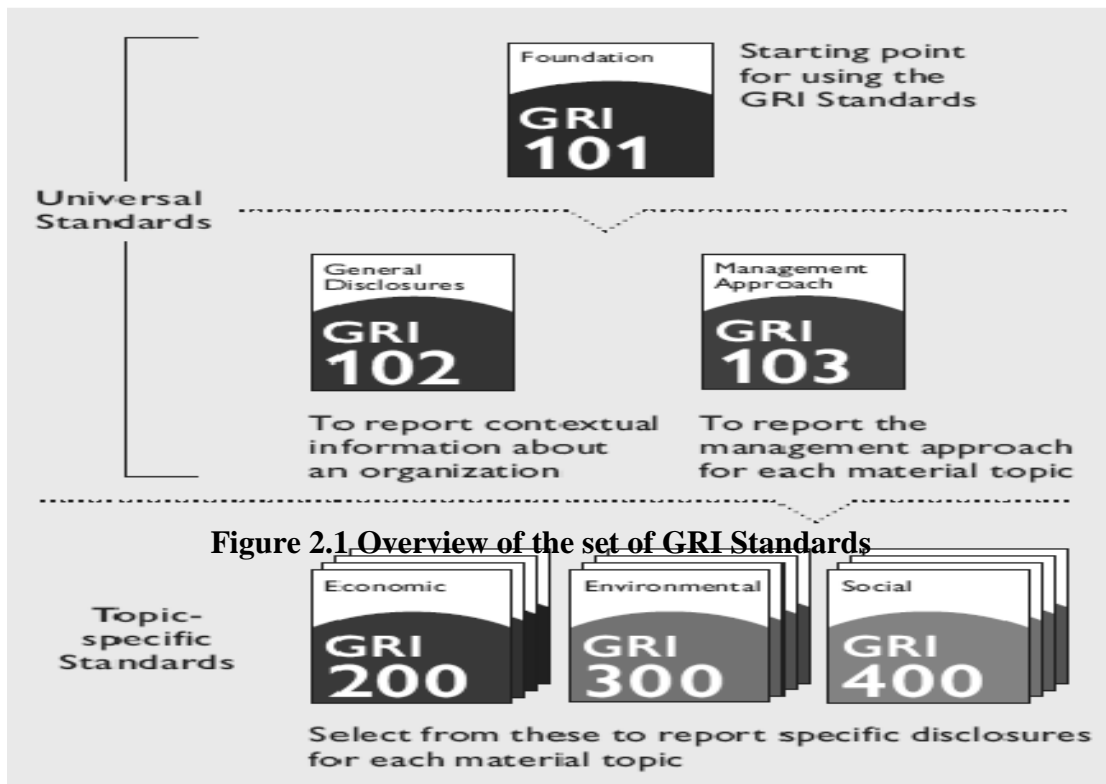 Foundation
GRI
101
Starting point
for using the
GRI Standards
Universal
Standards
General
Disclosures
GRI
102
Management
Approach
GRI
103
To report contextual
information about
an organization
To report the
management approach
for each material topic
Figure 2.1 Overview of the set of GRI Standards
Topic-
specific
Standards
Economic
GRI
200
Environmental
GRI
300
Social
GRI
400
Select from these to report specific disclosures
for each material topic